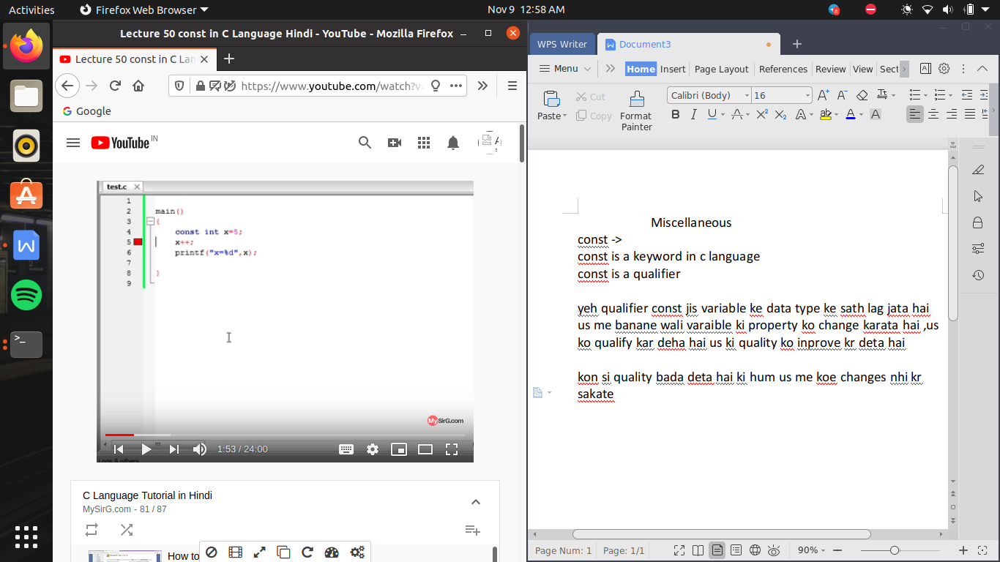 Activities
Firefox Web Browser
Nov 9 12:58 AM
8
Lecture 50 const in C Language Hindi - YouTube - Mozilla Firefox
Lecture 50 const in C Lan
https://www.youtube.com/watch?v=
Google
YouTube IN
test.c
1
2 main()
3 {
4 const int x=5;
5 x++;
6 printf("x=%d",x);
7
8 }
9
MySirG.com
1:53 / 24:00
Logs & others
C Language Tutorial in Hindi
MySirG.com - 81 / 87
How to
WPS Writer
Document3
Menu
Home
Insert
Page Layout
References
Review
View
Sect
Paste
Cut
Copy
Format
Painter
Calibri (Body)
16
Miscellaneous
const ->
const is a keyword in c language
const is a qualifier
yeh qualifier const jis variable ke data type ke sath lag jata hai
us me banane wali varaible ki property ko change karata hai ,us
ko qualify kar deha hai us ki quality ko inprove kr deta hai
kon si quality bada deta hai ki hum us me koe changes nhi kr
sakate
Page Num: 1
Page: 1/1
90%